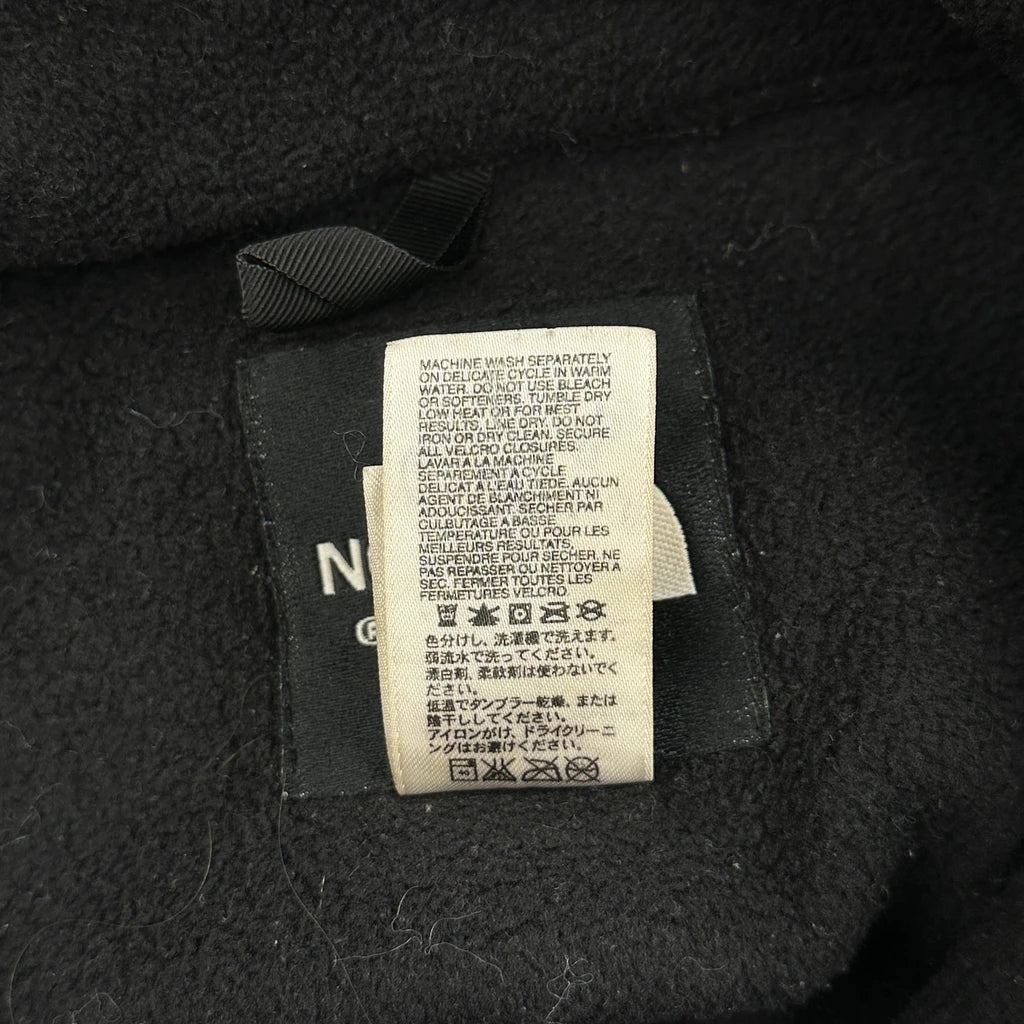 MACHINE WASH SEPARATELY
ON DELICATE CYCLE IN WARM
WATER. DO NOT USE BLEACH
OR SOFTENERS. TUMBLE DRY
LOW HEAT OR FOR BEST
RESULTS, LINE DRY. DO NOT
IRON OR DRY CLEAN. SECURE
ALL VELCRO CLOSURES.
LAVAR A LA MACHINE
SEPAREMENT A CYCLE
DELICAT A L'EAU TIEDE. AUCUN
AGENT DE BLANCHIMENT NI
ADOUCISSANT. SECHER PAR
CULBUTAGE A BASSE
TEMPERATURE OU POUR LES
MEILLEURS RESULTATS,
SUSPENDRE POUR SECHER. NE
PAS REPASSER OU NETTOYER A
SEC. FERMER TOUTES LES
FERMETURES VELCRO
色分けし、洗濯機で洗えます。
弱流水で洗ってください。
漂白剤、柔軟剤は使わないでく
ださい。
低温でタンブラー乾燥、または
陰干ししてください。
アイロンがけ、ドライクリーニ
ングはお避けください。
N
®